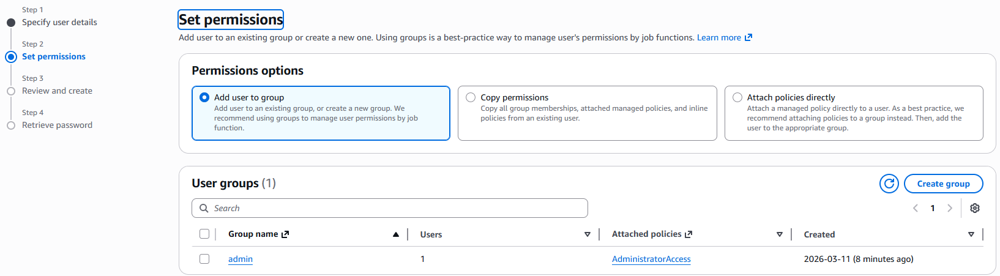 Step 1
Specify user details
Step 2
Set permissions
Step 3
Review and create
Step 4
Retrieve password
Set permissions
Add user to an existing group or create a new one. Using groups is a best-practice way to manage user's permissions by job functions. Learn more
Permissions options
Add user to group
Add user to an existing group, or create a new group. We
recommend using groups to manage user permissions by job
function.
Copy permissions
Copy all group memberships, attached managed policies, and inline
policies from an existing user.
Attach policies directly
Attach a managed policy directly to a user. As a best practice, we
recommend attaching policies to a group instead. Then, add the
user to the appropriate group.
User groups (1)
Create group
Search
1
Group name Users Attached policies Created
admin 1 AdministratorAccess 2026-03-11 (8 minutes ago)